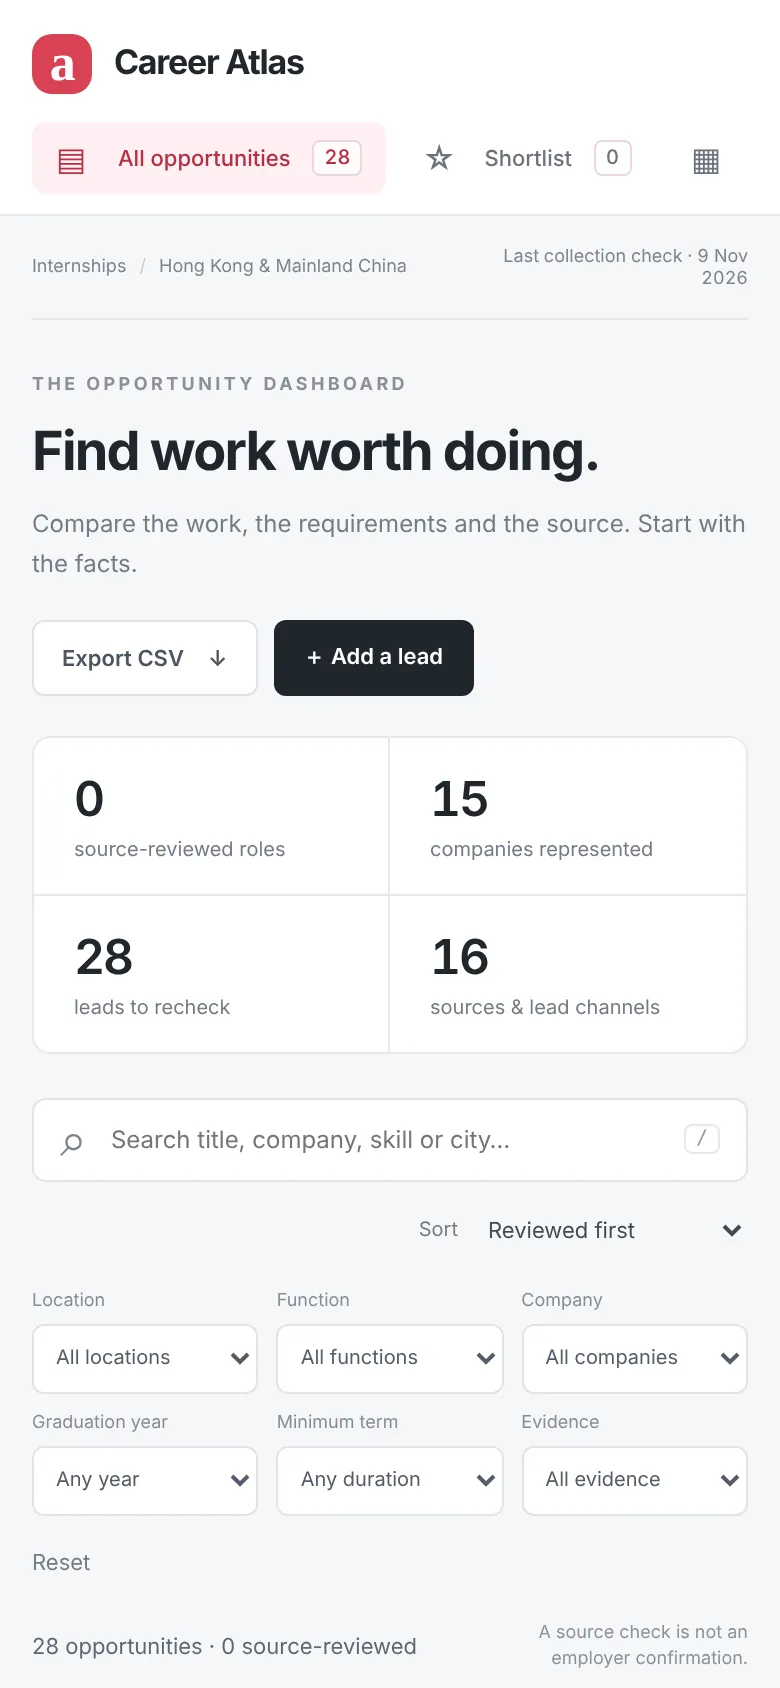 a Career Atlas
All opportunities 28 Shortlist 0
Internships / Hong Kong & Mainland China
Last collection check · 9 Nov
2026
THE OPPORTUNITY DASHBOARD
Find work worth doing.
Compare the work, the requirements and the source. Start with
the facts.
Export CSV ↓ + Add a lead
0 15
source-reviewed roles companies represented
28 16
leads to recheck sources & lead channels
Search title, company, skill or city... /
Sort Reviewed first
Location Function Company
All locations All functions All companies
Graduation year Minimum term Evidence
Any year Any duration All evidence
Reset
28 opportunities · 0 source-reviewed
A source check is not an
employer confirmation.